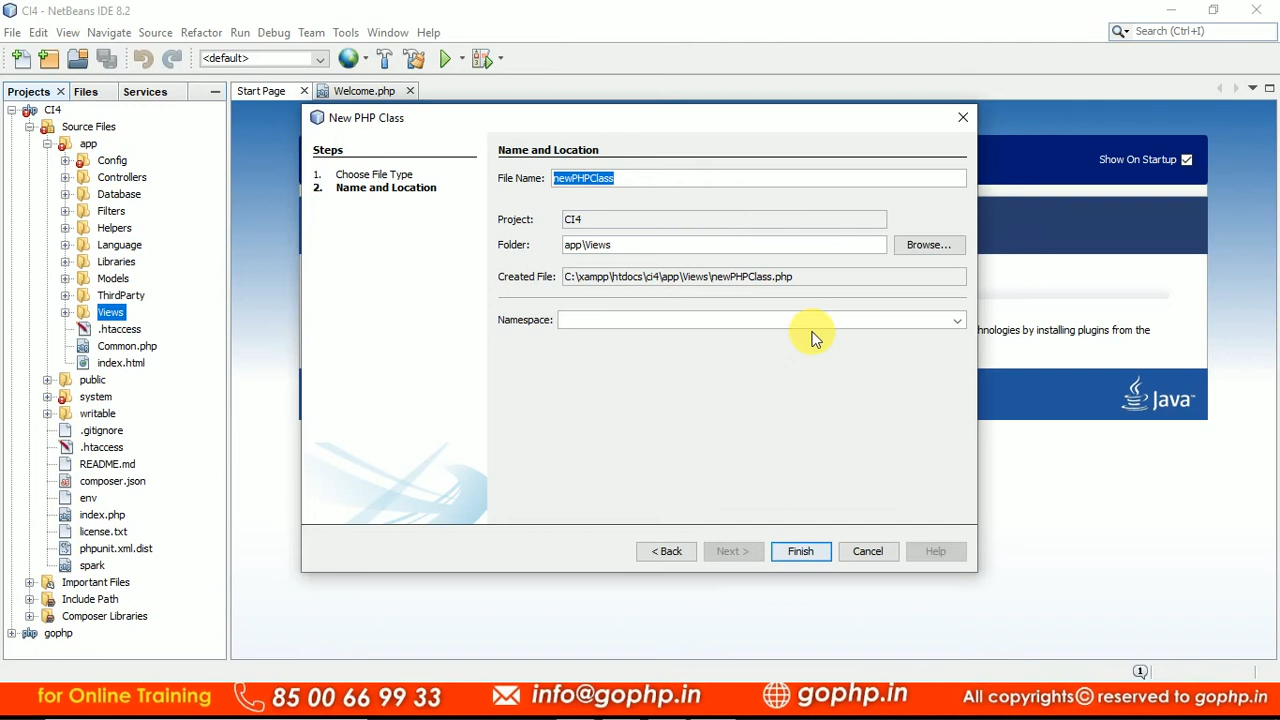 CI4 - NetBeans IDE 8.2
File Edit View Navigate Source Refactor Run Debug Team Tools Window Help
Search (Ctrl+I)
<default>
Projects Files Services
Start Page Welcome.php
CI4
Source Files
app
Config
Controllers
Database
Filters
Helpers
Language
Libraries
Models
ThirdParty
Views
.htaccess
Common.php
index.html
public
system
writable
.gitignore
.htaccess
README.md
composer.json
env
index.php
license.txt
phpunit.xml.dist
spark
Important Files
Include Path
Composer Libraries
gophp
New PHP Class
Steps
1. Choose File Type
2. Name and Location
Name and Location
File Name: newPHPClass
Project: CI4
Folder: app\Views Browse...
Created File: C:\xampp\htdocs\ci4\app\Views\newPHPClass.php
Namespace:
< Back Next > Finish Cancel Help
Show On Startup
hnologies by installing plugins from the
Java
1
for Online Training 85 00 66 99 33 info@gophp.in gophp.in All copyrights© reserved to gophp.in